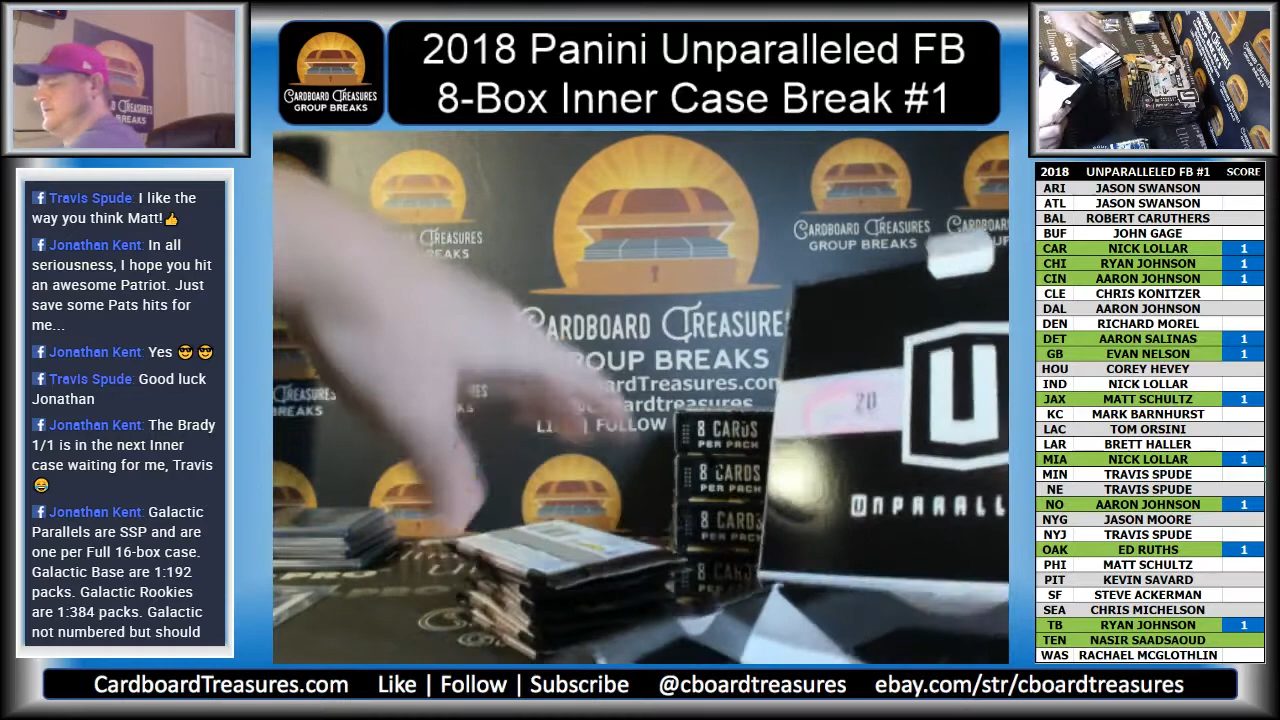 2018 Panini Unparalleled FB
8-Box Inner Case Break #1
CARDBOARD TREASURES
GROUP BREAKS
Travis Spude: I like the
way you think Matt!👍
Jonathan Kent: In all
seriousness, I hope you hit
an awesome Patriot. Just
save some Pats hits for
me...
Jonathan Kent: Yes 😎😎
Travis Spude: Good luck
Jonathan
Jonathan Kent: The Brady
1/1 is in the next Inner
case waiting for me, Travis
😂
Jonathan Kent: Galactic
Parallels are SSP and are
one per Full 16-box case.
Galactic Base are 1:192
packs. Galactic Rookies
are 1:384 packs. Galactic
not numbered but should
CARDBOARD TREASURES
GROUP BREAKS
CARDBOARD TREASURES
GROUP BREAKS
8 CARDS
PER PACK
8 CARDS
PER PACK
8 CARDS
PER PACK
8 CARDS
20
U
UNPARALL
2018 UNPARALLELED FB #1 SCORE
ARI JASON SWANSON
ATL JASON SWANSON
BAL ROBERT CARUTHERS
BUF JOHN GAGE
CAR NICK LOLLAR 1
CHI RYAN JOHNSON 1
CIN AARON JOHNSON 1
CLE CHRIS KONITZER
DAL AARON JOHNSON
DEN RICHARD MOREL
DET AARON SALINAS 1
GB EVAN NELSON 1
HOU COREY HEVEY
IND NICK LOLLAR
JAX MATT SCHULTZ 1
KC MARK BARNHURST
LAC TOM ORSINI
LAR BRETT HALLER
MIA NICK LOLLAR 1
MIN TRAVIS SPUDE
NE TRAVIS SPUDE
NO AARON JOHNSON 1
NYG JASON MOORE
NYJ TRAVIS SPUDE
OAK ED RUTHS 1
PHI MATT SCHULTZ
PIT KEVIN SAVARD
SF STEVE ACKERMAN
SEA CHRIS MICHELSON
TB RYAN JOHNSON 1
TEN NASIR SAADSAOUD
WAS RACHAEL MCGLOTHLIN
CardboardTreasures.com Like | Follow | Subscribe @cboardtreasures ebay.com/str/cboardtreasures